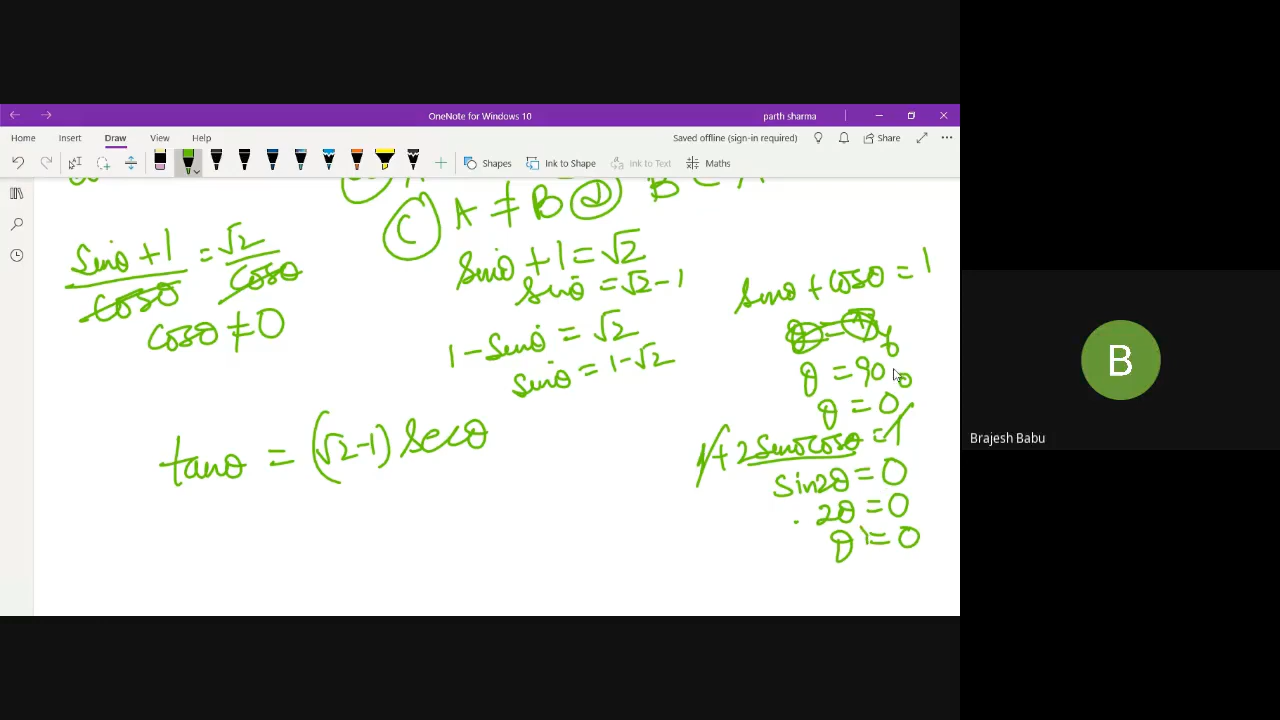 OneNote for Windows 10
parth sharma
Home Insert Draw View Help
Saved offline (sign-in required)
Share
Shapes
Ink to Shape
Ink to Text
Maths
C A ≠ B D B ⊂ A
sinθ + 1 / cosθ = √2 / cosθ
cosθ ≠ 0
sinθ + 1 = √2
sinθ = √2 - 1
1 - sinθ = √2
sinθ = 1 - √2
tanθ = (√2-1) secθ
sinθ + cosθ = 1
θ = 90
θ = 0
1 + 2 sinθ cosθ = 1
sin2θ = 0
2θ = 0
θ = 0
B
Brajesh Babu